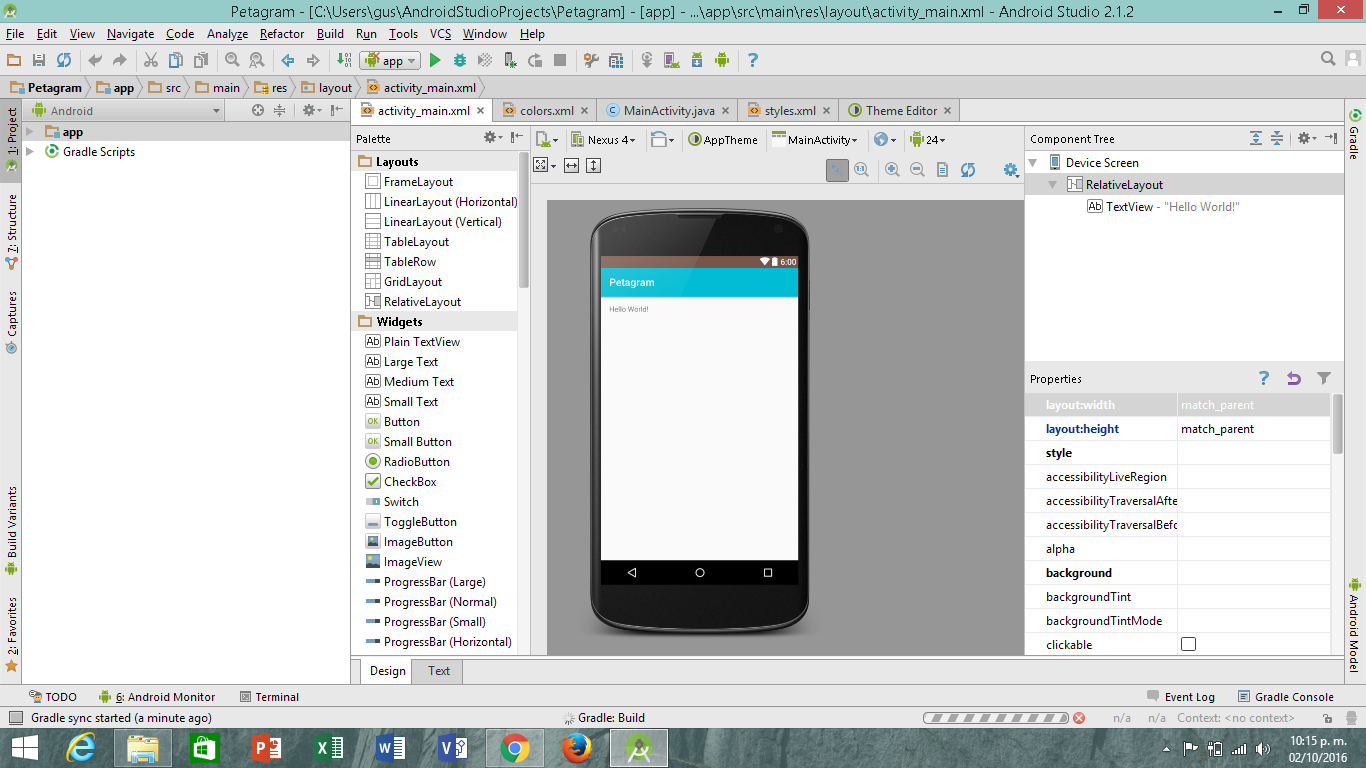 Petagram - [C:\Users\gus\AndroidStudioProjects\Petagram] - [app] - ...\app\src\main\res\layout\activity_main.xml - Android Studio 2.1.2
File Edit View Navigate Code Analyze Refactor Build Run Tools VCS Window Help
app
Petagram app src main res layout activity_main.xml
Android
activity_main.xml colors.xml MainActivity.java styles.xml Theme Editor
1: Project
7: Structure
Captures
Build Variants
2: Favorites
app
Gradle Scripts
Palette
Layouts
FrameLayout
LinearLayout (Horizontal)
LinearLayout (Vertical)
TableLayout
TableRow
GridLayout
RelativeLayout
Widgets
Plain TextView
Large Text
Medium Text
Small Text
Button
Small Button
RadioButton
CheckBox
Switch
ToggleButton
ImageButton
ImageView
ProgressBar (Large)
ProgressBar (Normal)
ProgressBar (Small)
ProgressBar (Horizontal)
Nexus 4 AppTheme MainActivity 24
6:00
Petagram
Hello World!
Component Tree
Device Screen
RelativeLayout
TextView - "Hello World!"
Properties
layout:width match_parent
layout:height match_parent
style
accessibilityLiveRegion
accessibilityTraversalAfte
accessibilityTraversalBefo
alpha
background
backgroundTint
backgroundTintMode
clickable
Gradle
Android Model
Design Text
TODO 6: Android Monitor Terminal Event Log Gradle Console
Gradle sync started (a minute ago) Gradle: Build n/a n/a Context: <no context>
10:15 p. m.
02/10/2016